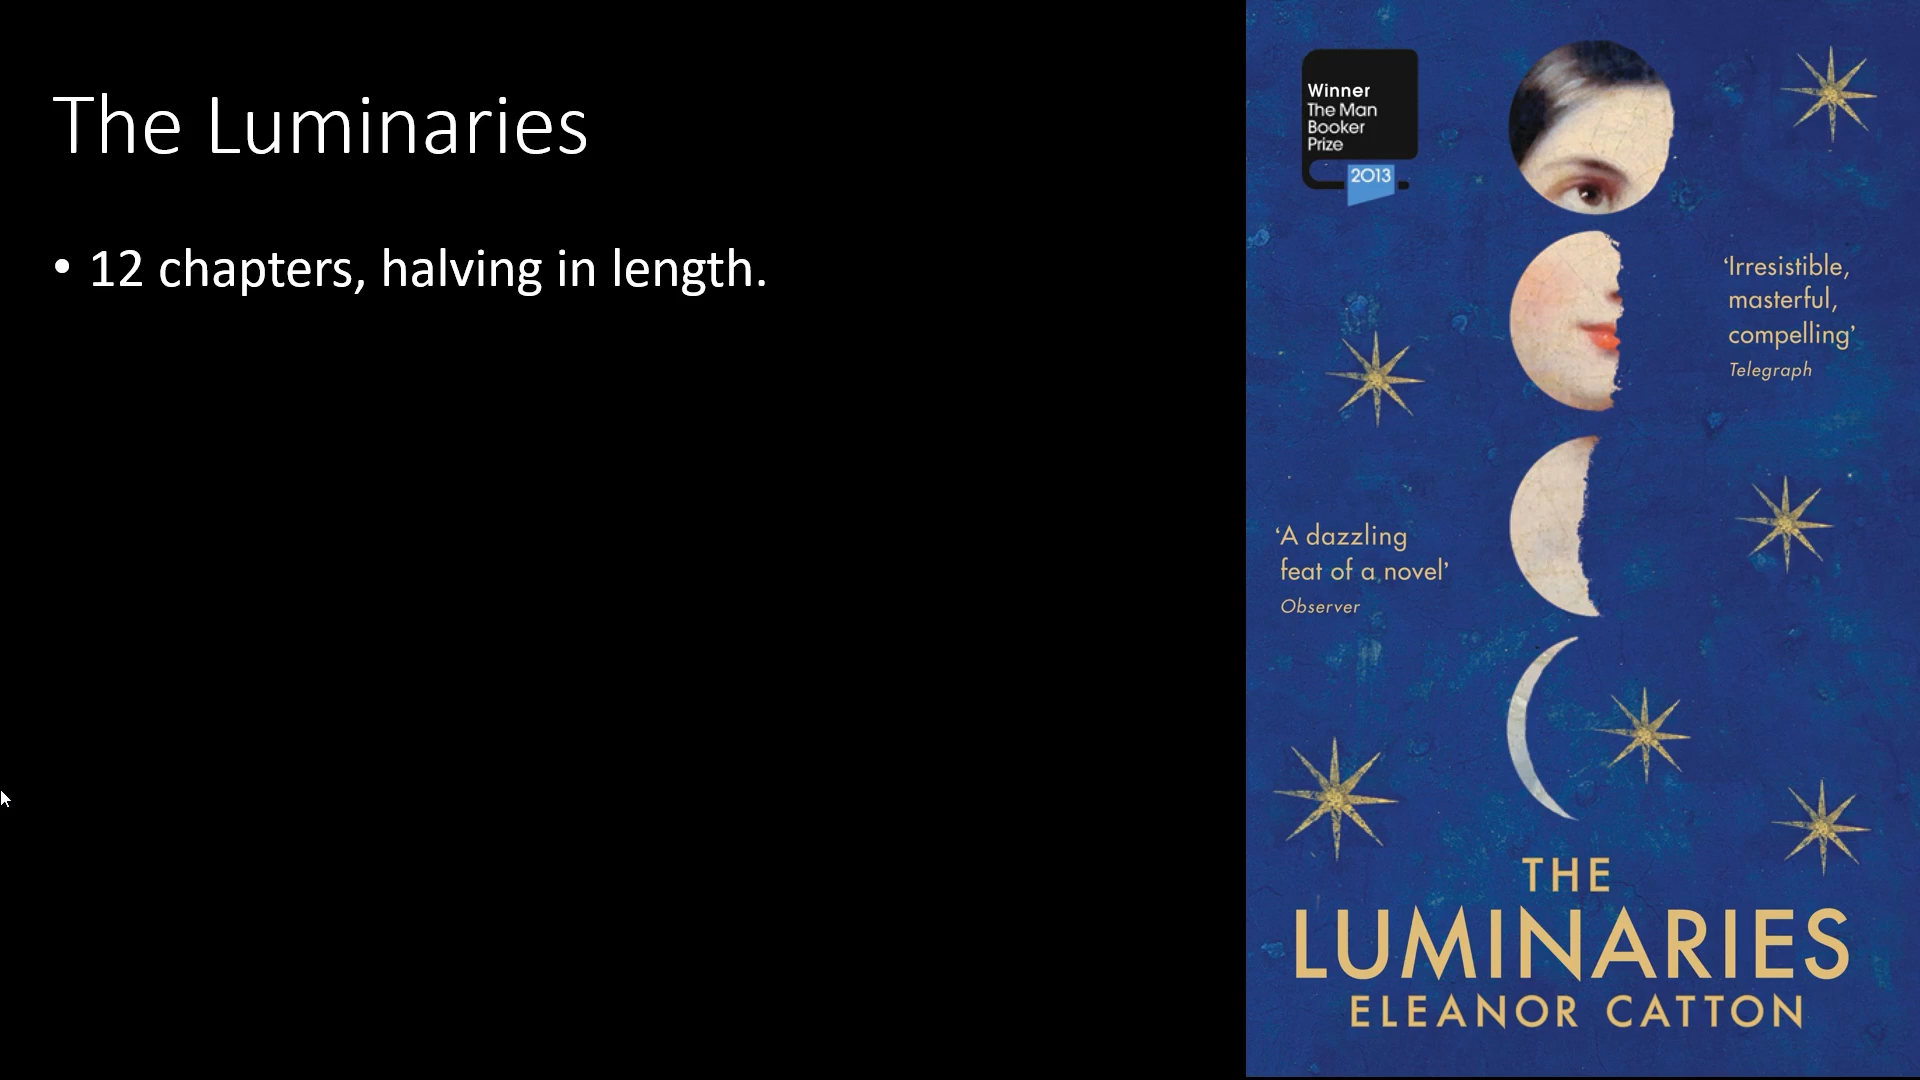 The Luminaries
• 12 chapters, halving in length.
Winner
The Man
Booker
Prize
2013
‘Irresistible,
masterful,
compelling’
Telegraph
‘A dazzling
feat of a novel’
Observer
THE
LUMINARIES
ELEANOR CATTON